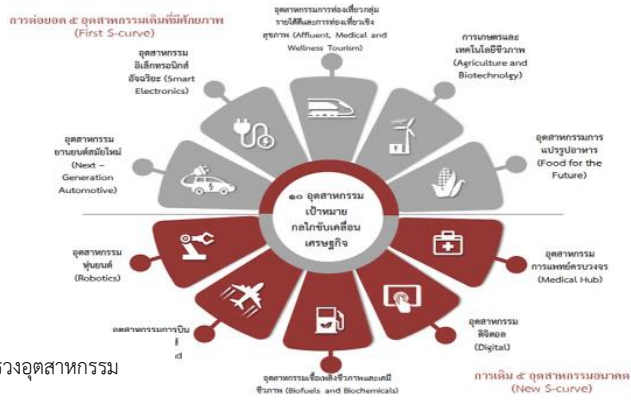 การต่อยอด ๕ อุตสาหกรรมเดิมที่มีศักยภาพ
(First S-curve)
อุตสาหกรรมการท่องเที่ยวกลุ่ม
รายได้ดีและการท่องเที่ยวเชิง
สุขภาพ (Affluent, Medical and
Wellness Tourism)
อุตสาหกรรม
อิเล็กทรอนิกส์
อัจฉริยะ (Smart
Electronics)
การเกษตรและ
เทคโนโลยีชีวภาพ
(Agriculture and
Biotechnolgy)
อุตสาหกรรม
ยานยนต์สมัยใหม่
(Next –
Generation
Automotive)
อุตสาหกรรมการ
แปรรูปอาหาร
(Food for the
Future)
๑๐ อุตสาหกรรม
เป้าหมาย
กลไกขับเคลื่อน
เศรษฐกิจ
อุตสาหกรรม
หุ่นยนต์
(Robotics)
อุตสาหกรรม
การแพทย์ครบวงจร
(Medical Hub)
อุตสาหกรรมการบิน
อุตสาหกรรม
ดิจิตอล
(Digital)
รวงอุตสาหกรรม
อุตสาหกรรมเชื้อเพลิงชีวภาพและเคมี
ชีวภาพ (Biofuels and Biochemicals)
การเติม ๕ อุตสาหกรรมอนาคต
(New S-curve)